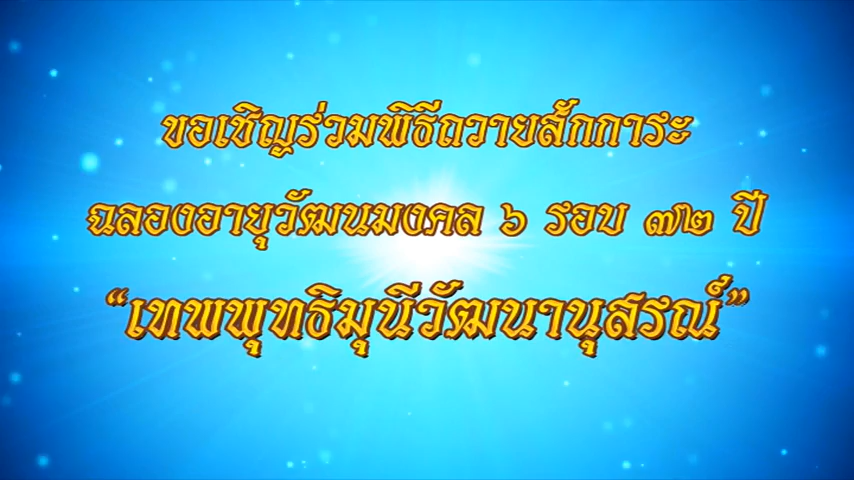 ขอเชิญร่วมพิธีถวายสักการะ
ฉลองอายุวัฒนมงคล ๖ รอบ ๗๒ ปี
“เทพพุทธิมุนีวัฒนานุสรณ์”